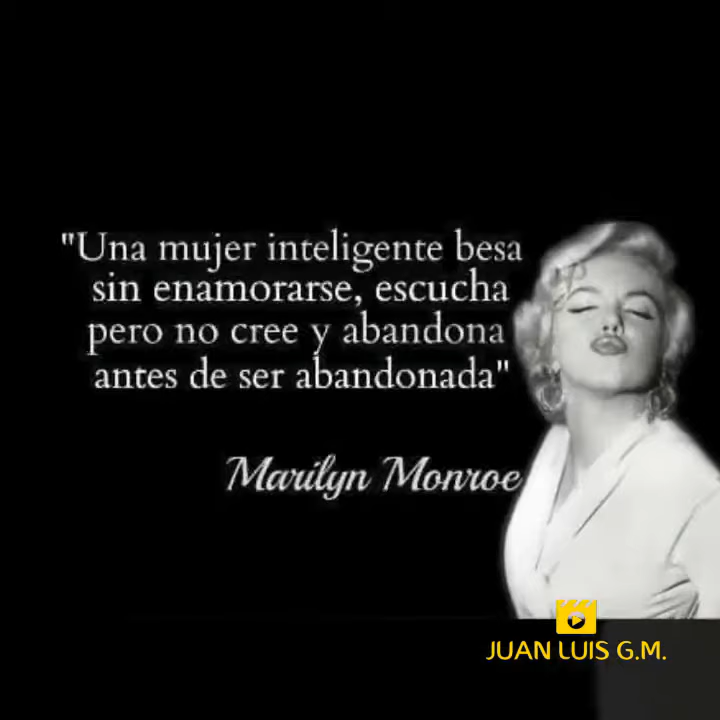 "Una mujer inteligente besa
sin enamorarse, escucha
pero no cree y abandona
antes de ser abandonada"
Marilyn Monroe
JUAN LUIS G.M.